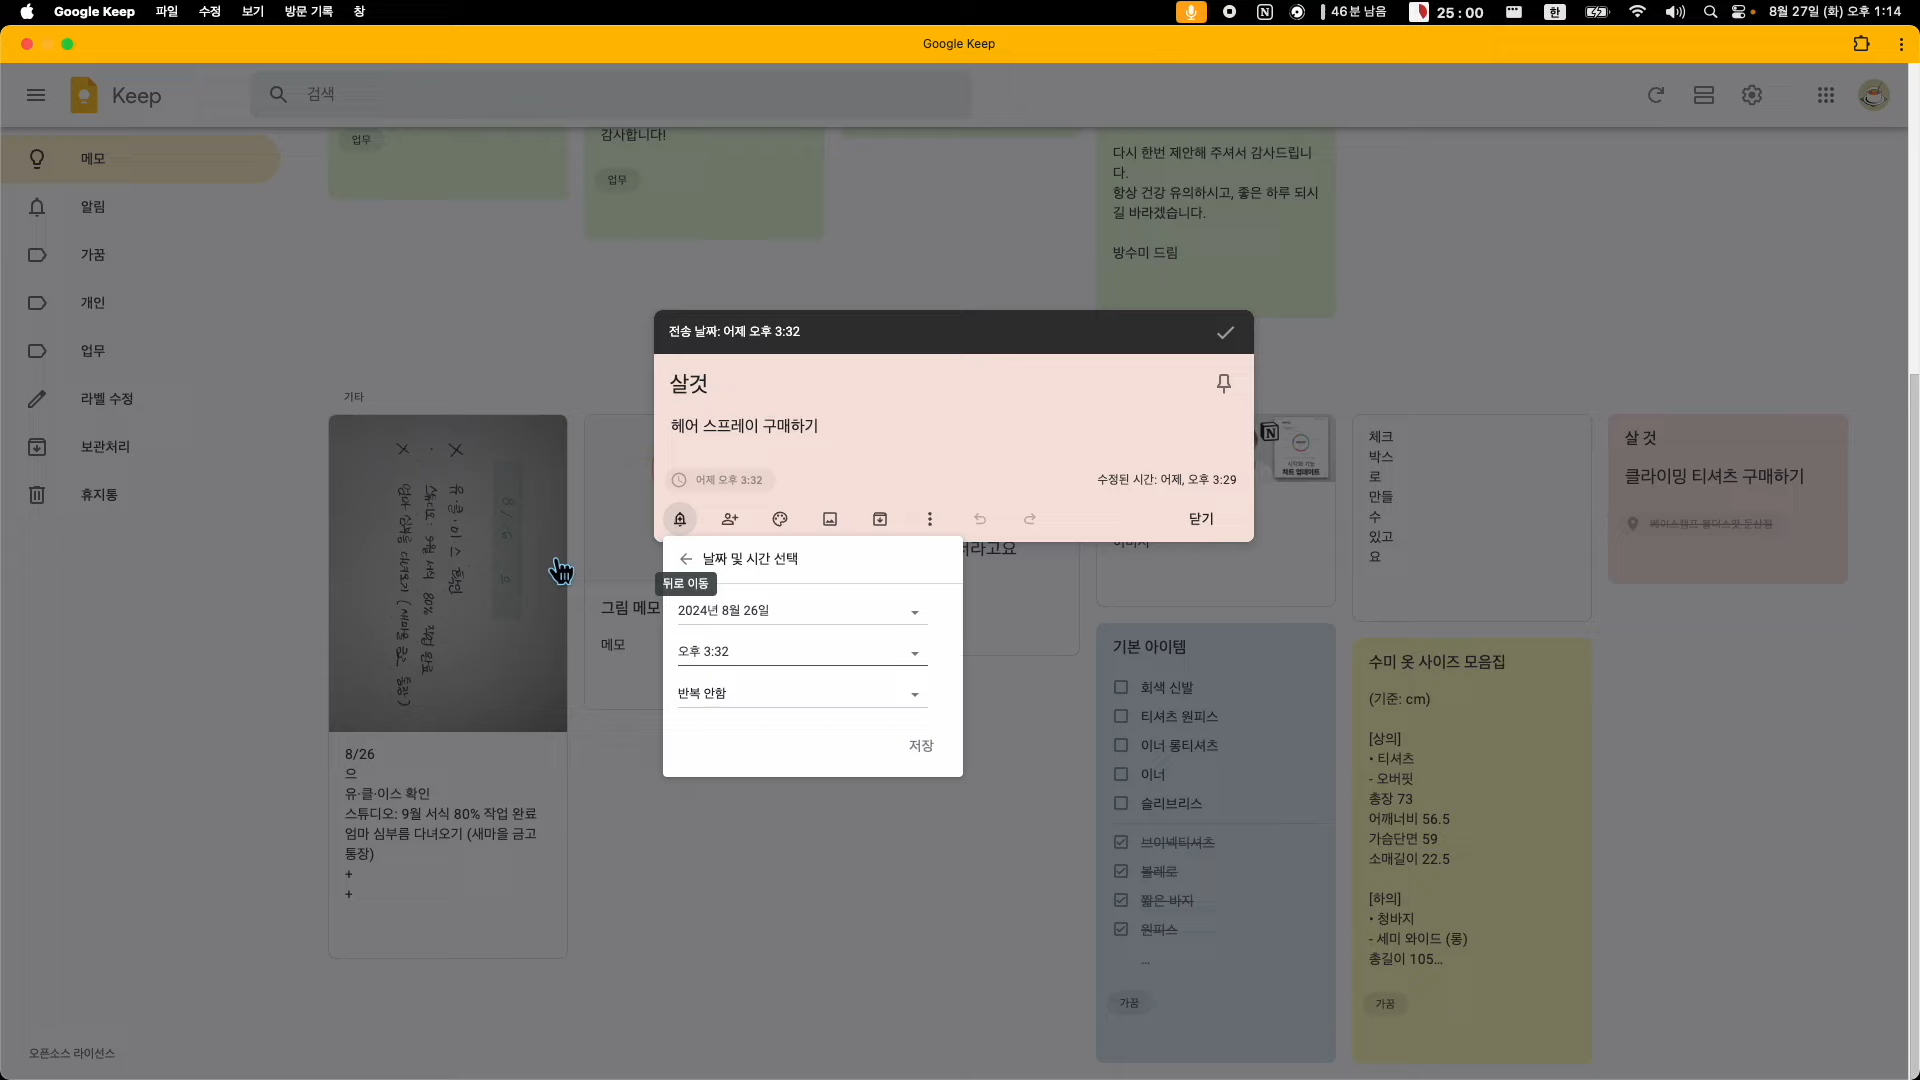 Google Keep 파일 수정 보기 방문 기록 창
46분 남음 25:00 한 8월 27일 (화) 오후 1:14
Google Keep
Keep
검색
메모
알림
가꿈
개인
업무
라벨 수정
보관처리
휴지통
오픈소스 라이선스
업무
감사합니다!
업무
다시 한번 제안해 주셔서 감사드립니
다.
항상 건강 유의하시고, 좋은 하루 되시
길 바라겠습니다.
방수미 드림
전송 날짜: 어제 오후 3:32
살것
헤어 스프레이 구매하기
어제 오후 3:32
수정된 시간: 어제, 오후 3:29
닫기
날짜 및 시간 선택
뒤로 이동
2024년 8월 26일
오후 3:32
반복 안함
저장
기타
8/26
으
유·클·이스 확인
스튜디오: 9월 서식 80% 작업 완료
엄마 심부름 다녀오기 (새마을 금고
통장)
+
+
그림 메모
메모
기본 아이템
회색 신발
티셔츠 원피스
이너 롱티셔츠
이너
슬리브리스
브이넥티셔츠
볼레로
짧은 바지
원피스
...
가꿈
체크
박스
로
만들
수
있고
요
수미 옷 사이즈 모음집
(기준: cm)
[상의]
• 티셔츠
- 오버핏
총장 73
어깨너비 56.5
가슴단면 59
소매길이 22.5
[하의]
• 청바지
- 세미 와이드 (롱)
총길이 105...
가꿈
살 것
클라이밍 티셔츠 구매하기